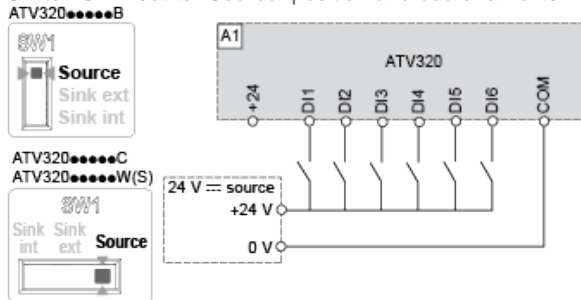 ATV320●●●●●B
SW1
Source
Sink ext
Sink int
ATV320●●●●●C
ATV320●●●●●W(S)
SW1
Sink int
Sink ext
Source
A1
ATV320
+24
DI1
DI2
DI3
DI4
DI5
DI6
COM
24 V ⎓ source
+24 V
0 V